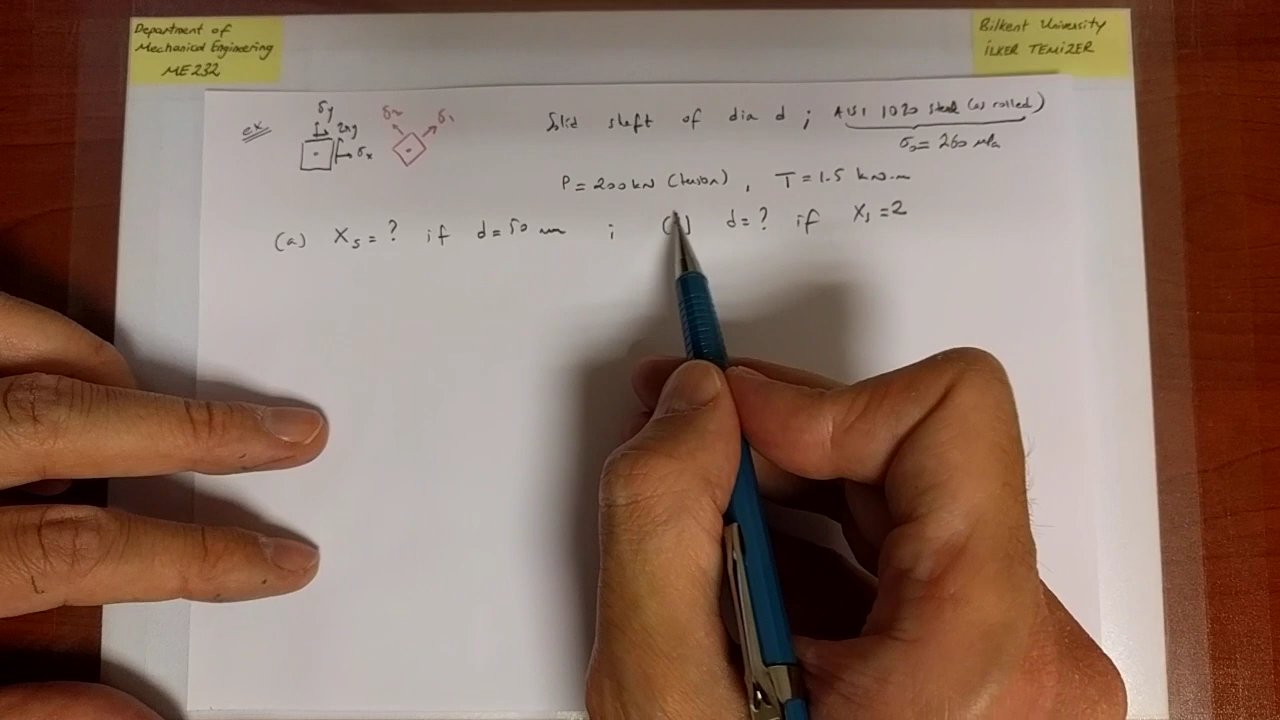 Department of
Mechanical Engineering
ME232
Bilkent University
İLKER TEMİZER
ex
σy
τxy
σx
σ2
σ1
Solid shaft of dia d ; AISI 1020 steel (as rolled)
σ0 = 260 MPa
P = 200 kN (tension) , T = 1.5 kN.m
(a) Xs = ? if d = 50 mm ; d = ? if Xs = 2